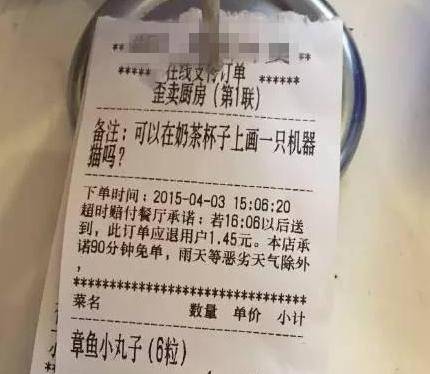 ***** 在线支付订单 ******
歪卖厨房(第1联)
备注:可以在奶茶杯子上画一只机器
猫吗?
下单时间:2015-04-03 15:06:20
超时赔付餐厅承诺:若16:06以后送
到,此订单应退用户1.45元。本店承
诺90分钟免单,雨天等恶劣天气除外
,
******************************
菜名 数量 单价 小计
章鱼小丸子(6粒)